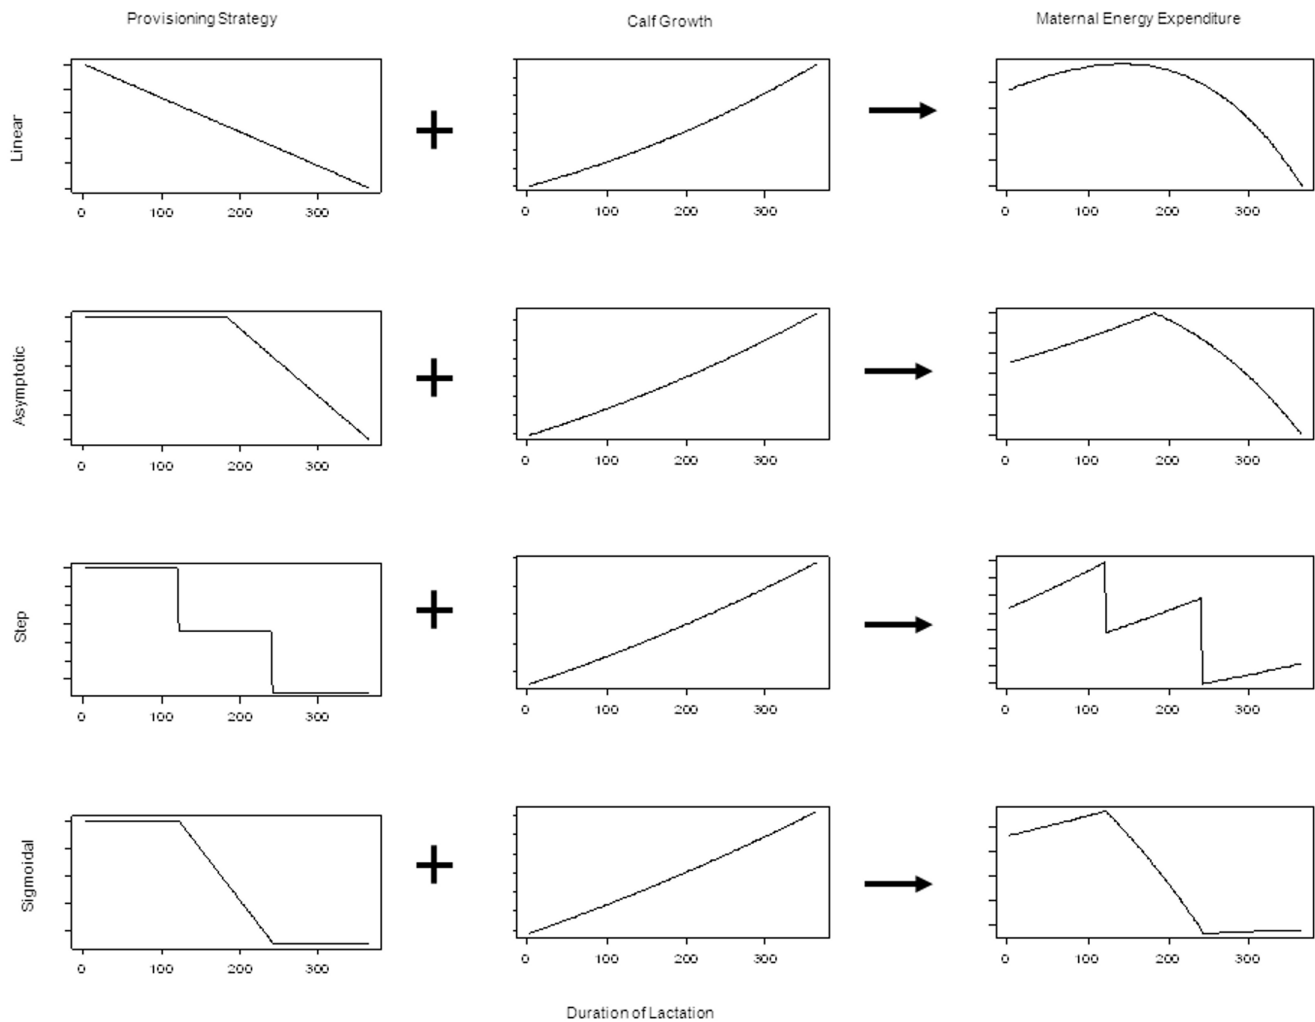 Provisioning Strategy
Calf Growth
Maternal Energy Expenditure
Linear
0 100 200 300
0 100 200 300
0 100 200 300
Asymptotic
0 100 200 300
0 100 200 300
0 100 200 300
Step
0 100 200 300
0 100 200 300
0 100 200 300
Sigmoidal
0 100 200 300
0 100 200 300
0 100 200 300
Duration of Lactation